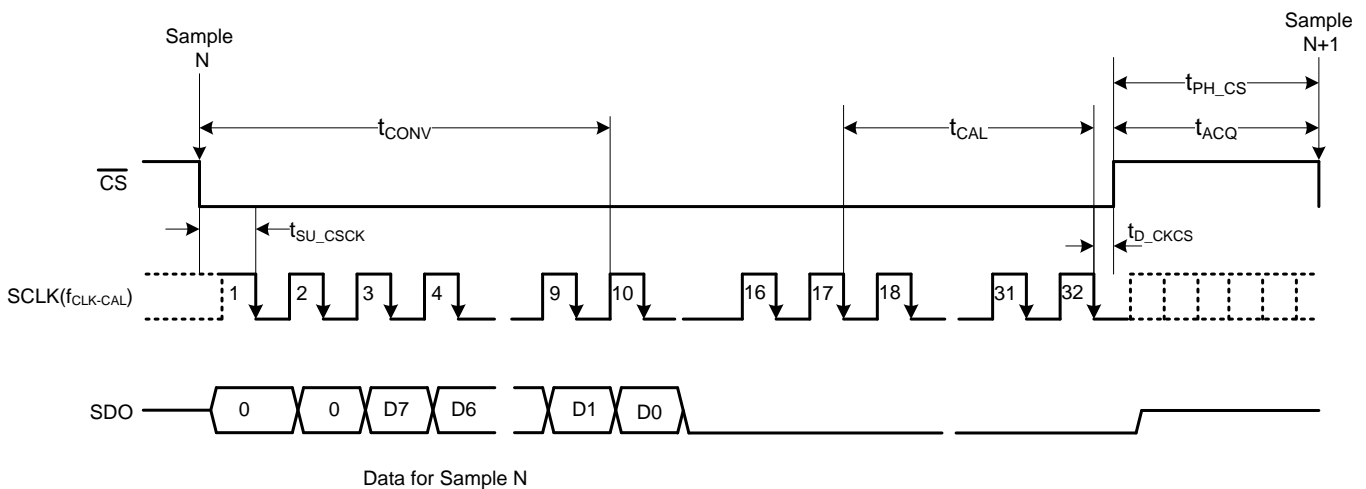 Sample
N
Sample
N+1
tPH_CS
tCONV
tCAL
tACQ
CS
tSU_CSCK
tD_CKCS
SCLK(fCLK-CAL)
1 2 3 4 9 10 16 17 18 31 32
SDO
0 0 D7 D6 D1 D0
Data for Sample N